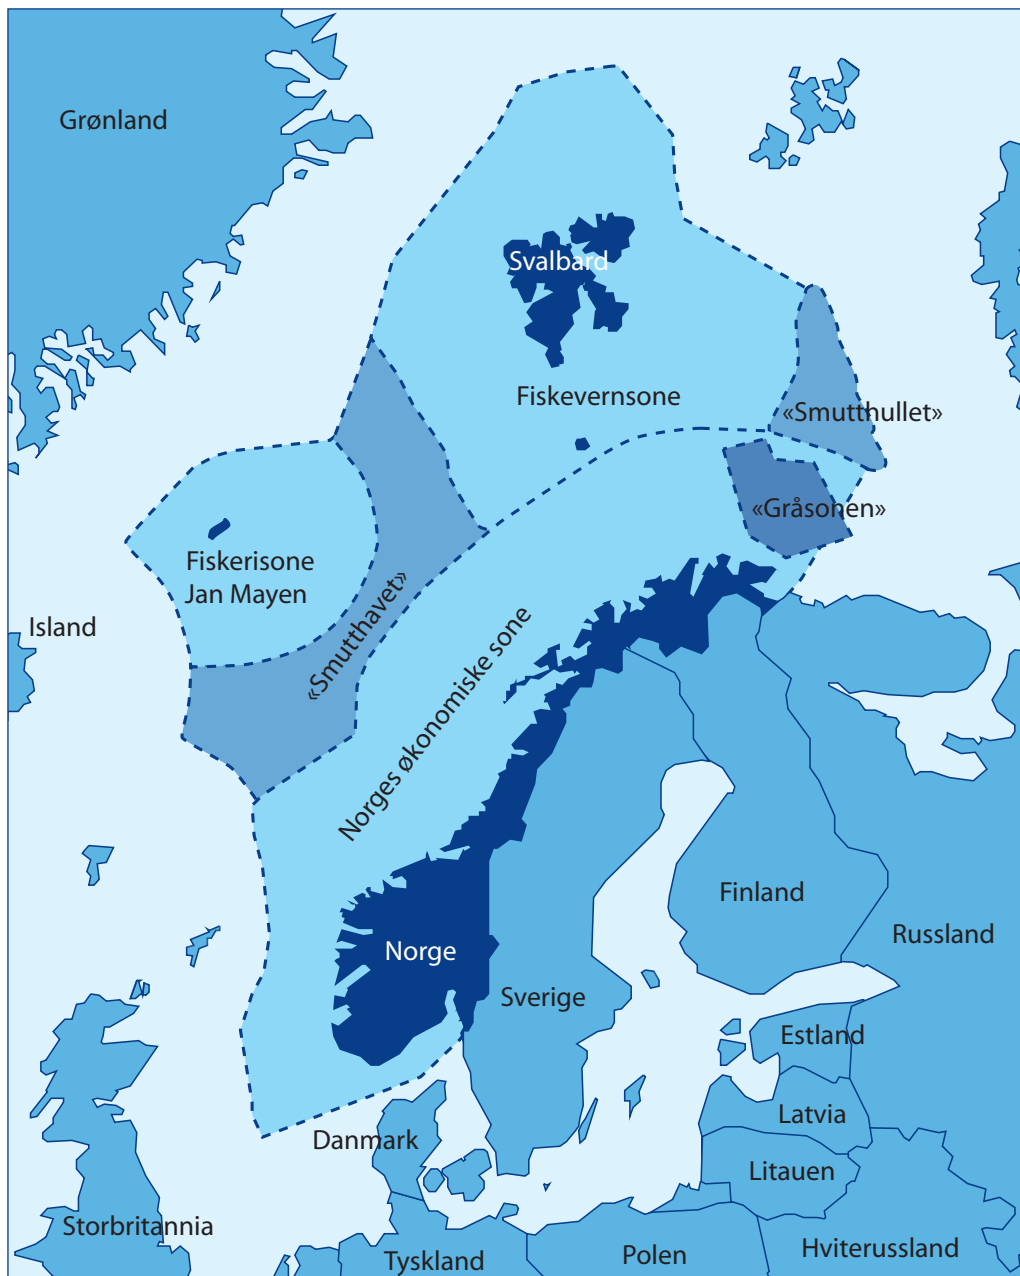 Grønland
Svalbard
Fiskevernsone
«Smutthullet»
«Gråsonen»
Fiskerisone
Jan Mayen
Island
«Smutthavet»
Norges økonomiske sone
Finland
Russland
Norge
Sverige
Estland
Latvia
Danmark
Litauen
Storbritannia
Tyskland
Polen
Hviterussland